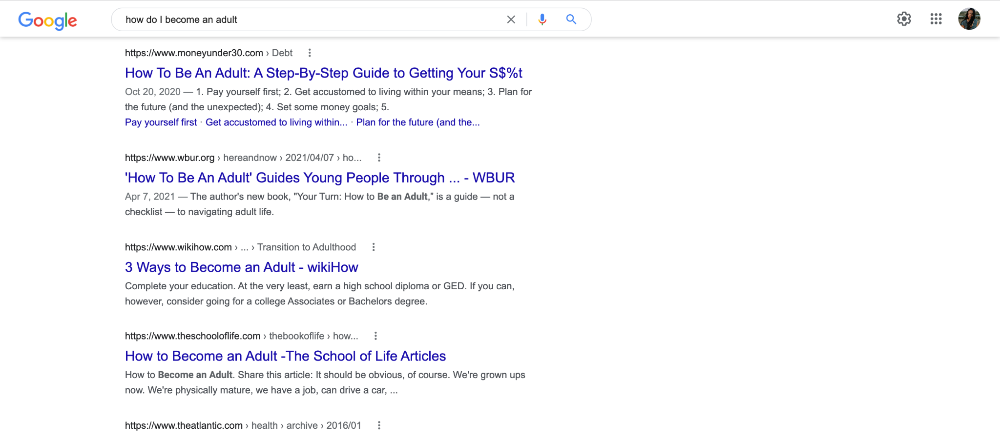 Google
how do I become an adult
https://www.moneyunder30.com › Debt
How To Be An Adult: A Step-By-Step Guide to Getting Your S$%t
Oct 20, 2020 — 1. Pay yourself first; 2. Get accustomed to living within your means; 3. Plan for
the future (and the unexpected); 4. Set some money goals; 5.
Pay yourself first · Get accustomed to living within... · Plan for the future (and the...
https://www.wbur.org › hereandnow › 2021/04/07 › ho...
'How To Be An Adult' Guides Young People Through ... - WBUR
Apr 7, 2021 — The author's new book, "Your Turn: How to Be an Adult,” is a guide — not a
checklist — to navigating adult life.
https://www.wikihow.com › ... › Transition to Adulthood
3 Ways to Become an Adult - wikiHow
Complete your education. At the very least, earn a high school diploma or GED. If you can,
however, consider going for a college Associates or Bachelors degree.
https://www.theschooloflife.com › thebookoflife › how...
How to Become an Adult -The School of Life Articles
How to Become an Adult. Share this article: It should be obvious, of course. We're grown ups
now. We're physically mature, we have a job, can drive a car, ...
https://www.theatlantic.com › health › archive › 2016/01